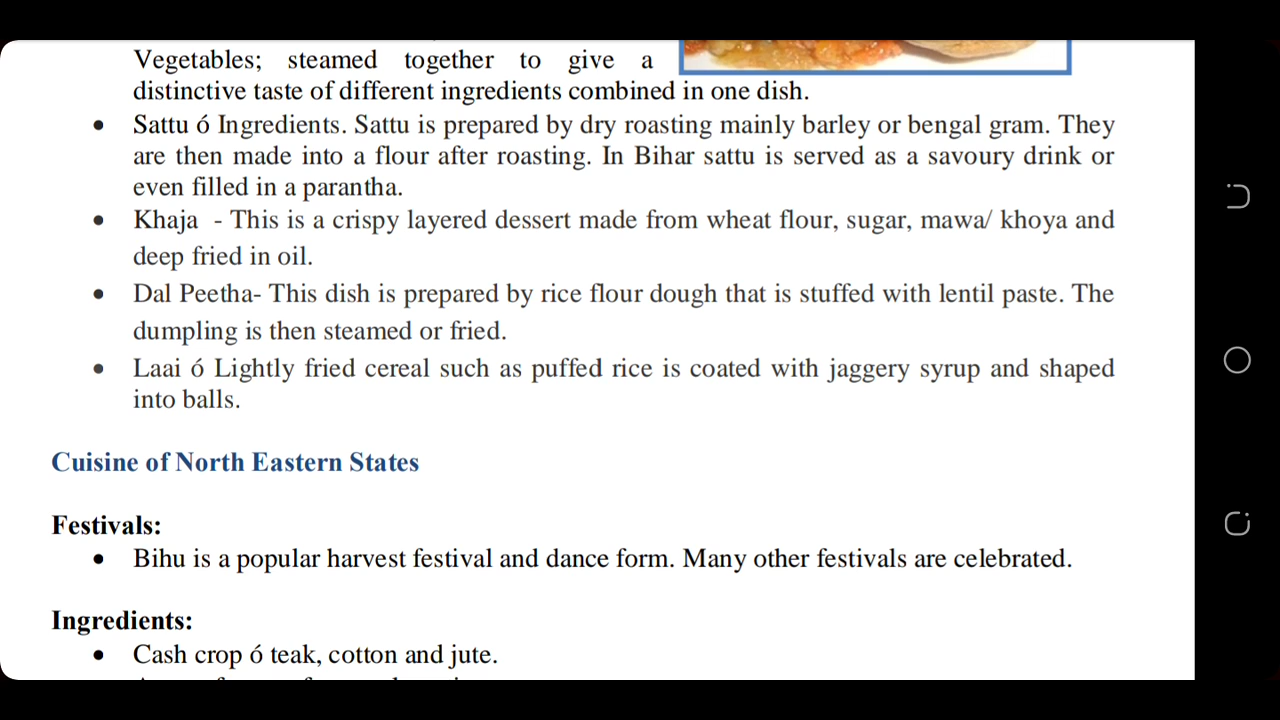 Vegetables; steamed together to give a
distinctive taste of different ingredients combined in one dish.
• Sattu ó Ingredients. Sattu is prepared by dry roasting mainly barley or bengal gram. They
are then made into a flour after roasting. In Bihar sattu is served as a savoury drink or
even filled in a parantha.
• Khaja - This is a crispy layered dessert made from wheat flour, sugar, mawa/ khoya and
deep fried in oil.
• Dal Peetha- This dish is prepared by rice flour dough that is stuffed with lentil paste. The
dumpling is then steamed or fried.
• Laai ó Lightly fried cereal such as puffed rice is coated with jaggery syrup and shaped
into balls.
Cuisine of North Eastern States
Festivals:
• Bihu is a popular harvest festival and dance form. Many other festivals are celebrated.
Ingredients:
• Cash crop ó teak, cotton and jute.